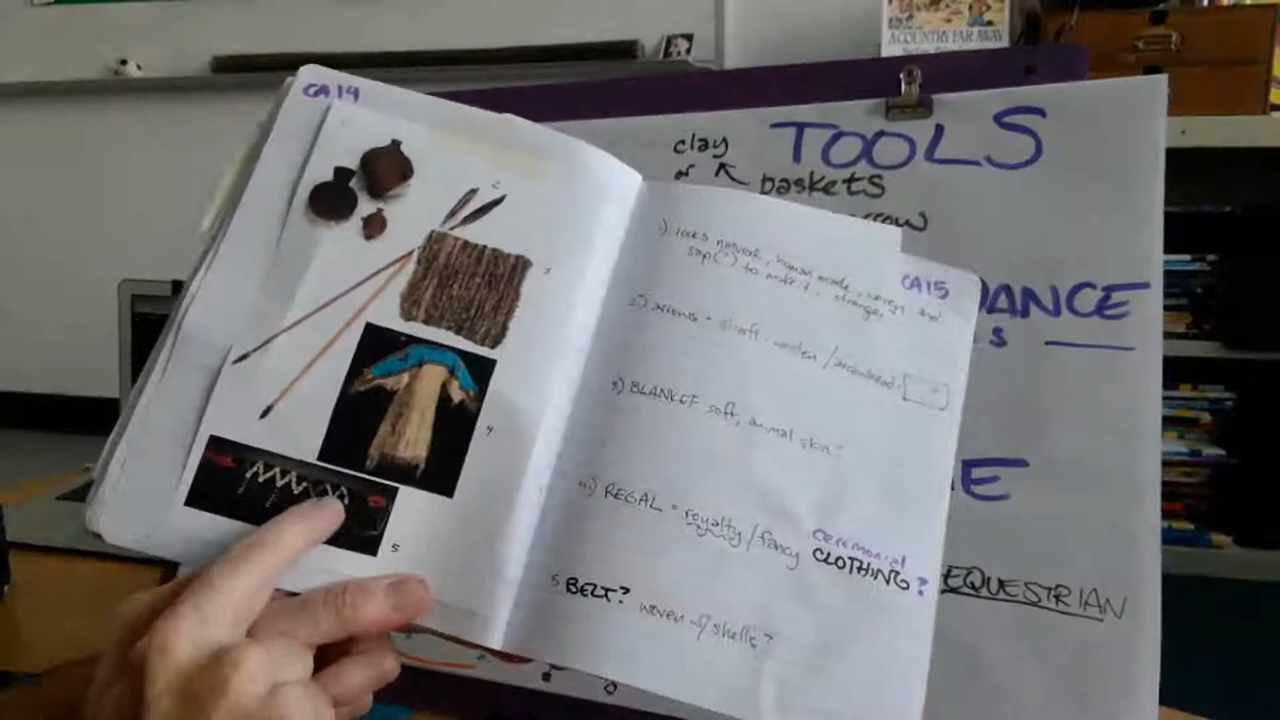 A COUNTRY FAR AWAY
TOOLS
clay
or
baskets
DANCE
s
E
EQUESTRIAN
CA14
2
3
4
5
CA15
1) looks natural, human made, woven and
sap(?) to make it stronger
2) arrows - shaft - wooden / arrowhead -
3) BLANKET soft, animal skin?
4.) REGAL = royalty/fancy ceremonial
CLOTHING?
5 BELT? woven w/ shells?